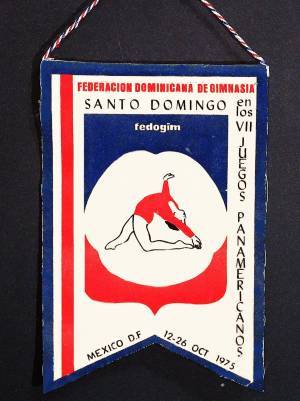 FEDERACION DOMINICANA DE GIMNASIA
SANTO DOMINGO
fedogim
en los VII JUEGOS PANAMERICANOS
MEXICO D.F 12-26 OCT 1975